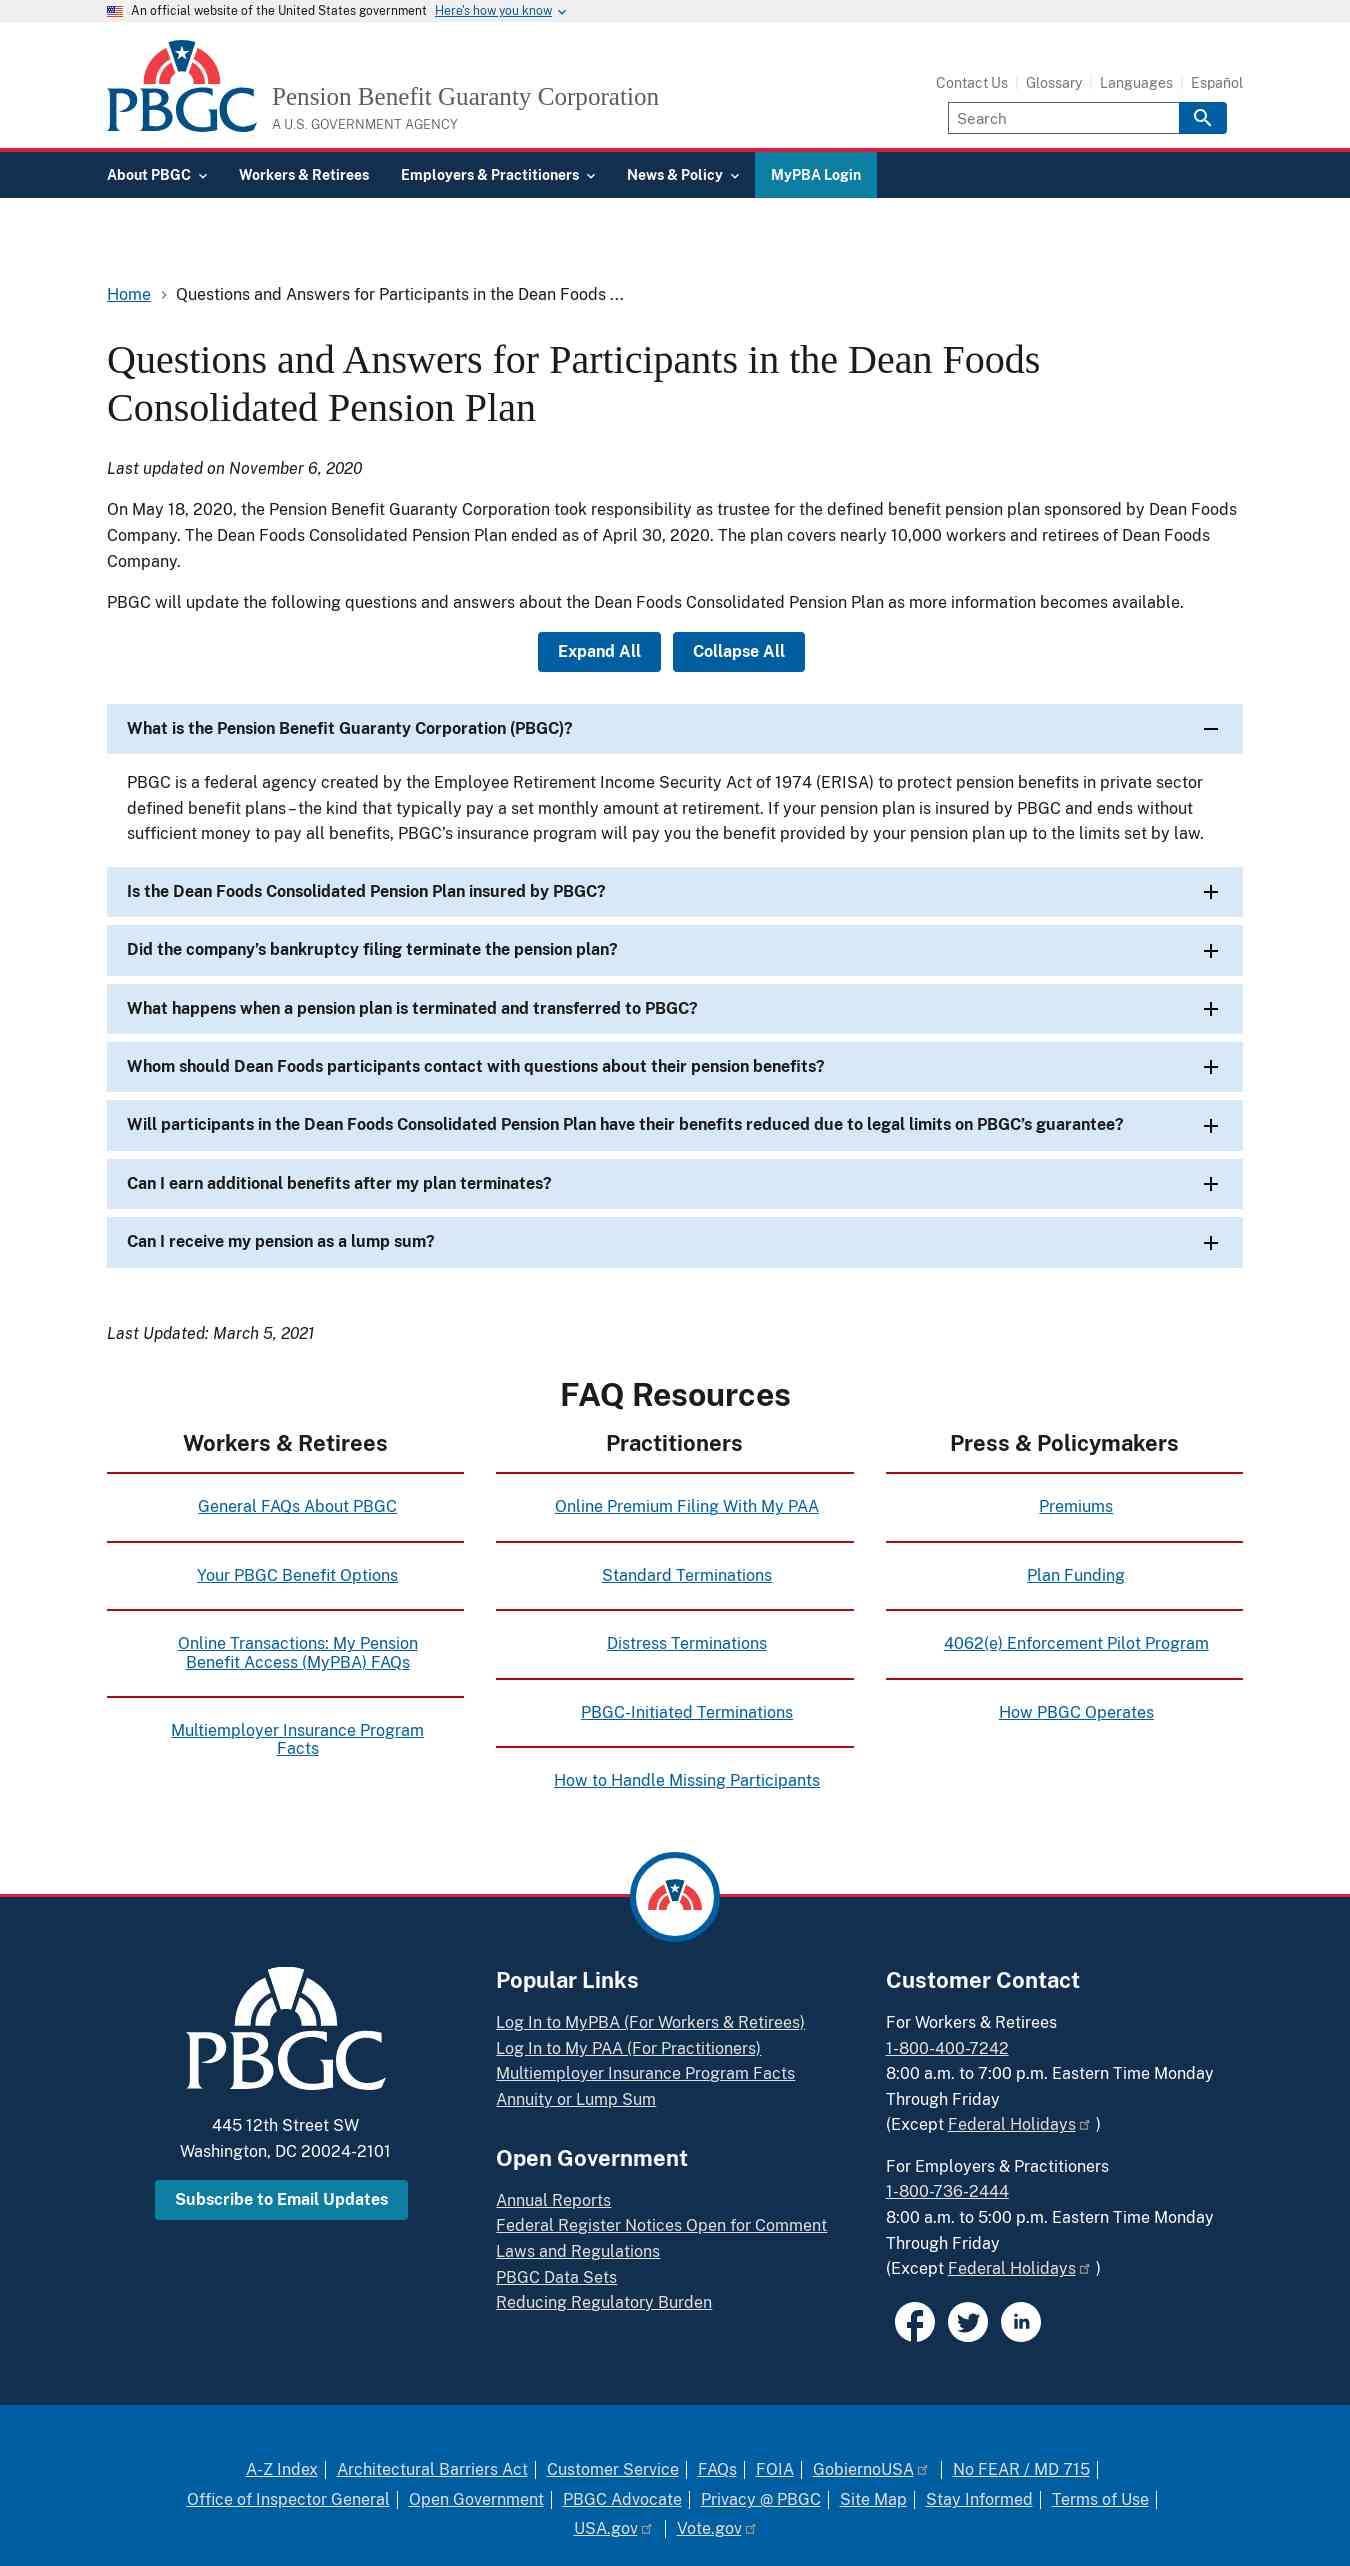 An official website of the United States government Here's how you know
PBGC
Pension Benefit Guaranty Corporation
A U.S. GOVERNMENT AGENCY
Contact Us Glossary Languages Español
Search
About PBGC Workers & Retirees Employers & Practitioners News & Policy MyPBA Login
Home Questions and Answers for Participants in the Dean Foods ...
Questions and Answers for Participants in the Dean Foods
Consolidated Pension Plan
Last updated on November 6, 2020
On May 18, 2020, the Pension Benefit Guaranty Corporation took responsibility as trustee for the defined benefit pension plan sponsored by Dean Foods
Company. The Dean Foods Consolidated Pension Plan ended as of April 30, 2020. The plan covers nearly 10,000 workers and retirees of Dean Foods
Company.
PBGC will update the following questions and answers about the Dean Foods Consolidated Pension Plan as more information becomes available.
Expand All Collapse All
What is the Pension Benefit Guaranty Corporation (PBGC)?
PBGC is a federal agency created by the Employee Retirement Income Security Act of 1974 (ERISA) to protect pension benefits in private sector
defined benefit plans – the kind that typically pay a set monthly amount at retirement. If your pension plan is insured by PBGC and ends without
sufficient money to pay all benefits, PBGC’s insurance program will pay you the benefit provided by your pension plan up to the limits set by law.
Is the Dean Foods Consolidated Pension Plan insured by PBGC?
Did the company’s bankruptcy filing terminate the pension plan?
What happens when a pension plan is terminated and transferred to PBGC?
Whom should Dean Foods participants contact with questions about their pension benefits?
Will participants in the Dean Foods Consolidated Pension Plan have their benefits reduced due to legal limits on PBGC’s guarantee?
Can I earn additional benefits after my plan terminates?
Can I receive my pension as a lump sum?
Last Updated: March 5, 2021
FAQ Resources
Workers & Retirees
General FAQs About PBGC
Your PBGC Benefit Options
Online Transactions: My Pension
Benefit Access (MyPBA) FAQs
Multiemployer Insurance Program
Facts
Practitioners
Online Premium Filing With My PAA
Standard Terminations
Distress Terminations
PBGC-Initiated Terminations
How to Handle Missing Participants
Press & Policymakers
Premiums
Plan Funding
4062(e) Enforcement Pilot Program
How PBGC Operates
PBGC
445 12th Street SW
Washington, DC 20024-2101
Subscribe to Email Updates
Popular Links
Log In to MyPBA (For Workers & Retirees)
Log In to My PAA (For Practitioners)
Multiemployer Insurance Program Facts
Annuity or Lump Sum
Open Government
Annual Reports
Federal Register Notices Open for Comment
Laws and Regulations
PBGC Data Sets
Reducing Regulatory Burden
Customer Contact
For Workers & Retirees
1-800-400-7242
8:00 a.m. to 7:00 p.m. Eastern Time Monday
Through Friday
(Except Federal Holidays )
For Employers & Practitioners
1-800-736-2444
8:00 a.m. to 5:00 p.m. Eastern Time Monday
Through Friday
(Except Federal Holidays )
in
A-Z Index Architectural Barriers Act Customer Service FAQs FOIA GobiernoUSA No FEAR / MD 715
Office of Inspector General Open Government PBGC Advocate Privacy @ PBGC Site Map Stay Informed Terms of Use
USA.gov Vote.gov